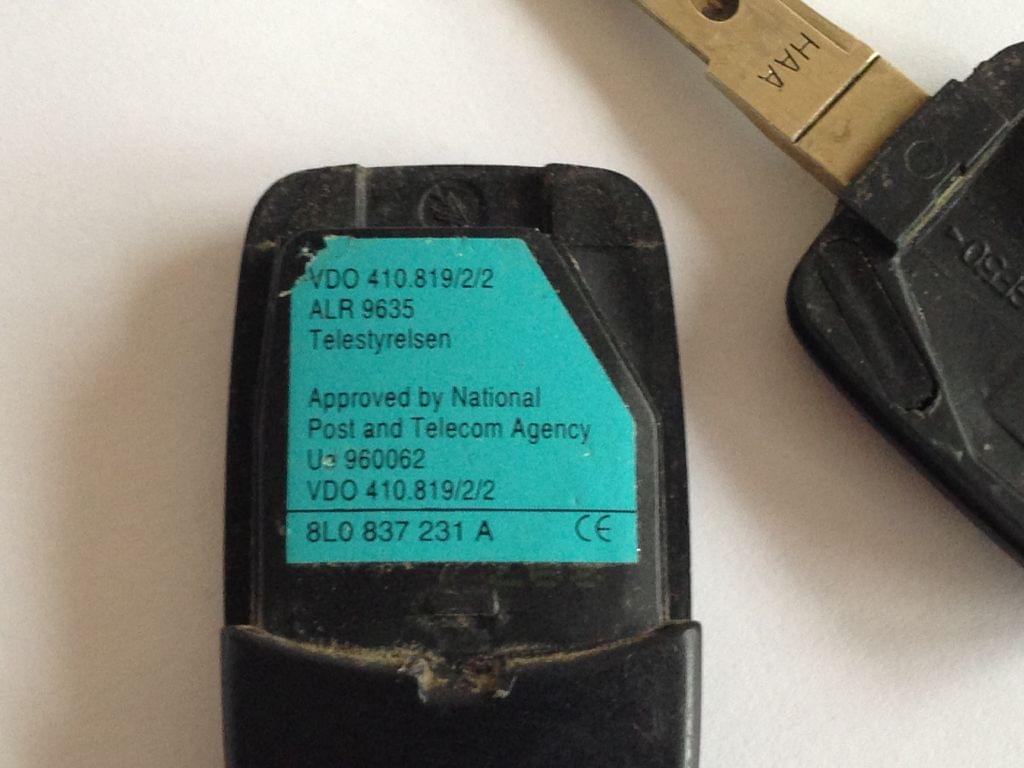 VDO 410.819/2/2
ALR 9635
Telestyrelsen
Approved by National
Post and Telecom Agency
960062
VDO 410.819/2/2
8L0 837 231 A CE
HAA